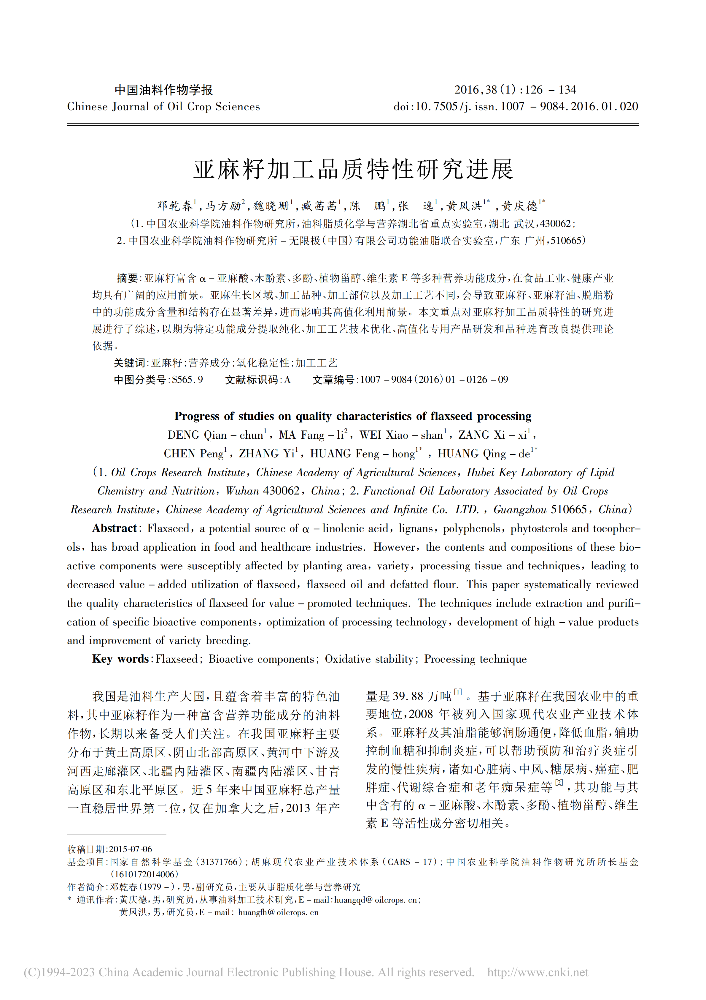 中国油料作物学报
2016,38(1):126－134
Chinese Journal of Oil Crop Sciences
doi:10.7505/j.issn.1007－9084.2016.01.020
亚麻籽加工品质特性研究进展
邓乾春1,马方励2,魏晓珊1,臧茜茜1,陈　鹏1,张　逸1,黄凤洪1*,黄庆德1*
(1.中国农业科学院油料作物研究所,油料脂质化学与营养湖北省重点实验室,湖北 武汉,430062;
2.中国农业科学院油料作物研究所－无限极(中国)有限公司功能油脂联合实验室,广东 广州,510665)
摘要:亚麻籽富含α－亚麻酸、木酚素、多酚、植物甾醇、维生素E等多种营养功能成分,在食品工业、健康产业
均具有广阔的应用前景。亚麻生长区域、加工品种、加工部位以及加工工艺不同,会导致亚麻籽、亚麻籽油、脱脂粉
中的功能成分含量和结构存在显著差异,进而影响其高值化利用前景。本文重点对亚麻籽加工品质特性的研究进
展进行了综述,以期为特定功能成分提取纯化、加工工艺技术优化、高值化专用产品研发和品种选育改良提供理论
依据。
关键词:亚麻籽;营养成分;氧化稳定性;加工工艺
中图分类号:S565.9　文献标识码:A　文章编号:1007－9084(2016)01－0126－09
Progress of studies on quality characteristics of flaxseed processing
DENG Qian－chun1, MA Fang－li2, WEI Xiao－shan1, ZANG Xi－xi1,
CHEN Peng1, ZHANG Yi1, HUANG Feng－hong1*, HUANG Qing－de1*
(1. Oil Crops Research Institute, Chinese Academy of Agricultural Sciences, Hubei Key Laboratory of Lipid
Chemistry and Nutrition, Wuhan 430062, China; 2. Functional Oil Laboratory Associated by Oil Crops
Research Institute, Chinese Academy of Agricultural Sciences and Infinite Co. LTD., Guangzhou 510665, China)
Abstract: Flaxseed, a potential source of α－linolenic acid, lignans, polyphenols, phytosterols and tocopher-
ols, has broad application in food and healthcare industries. However, the contents and compositions of these bio-
active components were susceptibly affected by planting area, variety, processing tissue and techniques, leading to
decreased value－added utilization of flaxseed, flaxseed oil and defatted flour. This paper systematically reviewed
the quality characteristics of flaxseed for value－promoted techniques. The techniques include extraction and purifi-
cation of specific bioactive components, optimization of processing technology, development of high－value products
and improvement of variety breeding.
Key words:Flaxseed; Bioactive components; Oxidative stability; Processing technique
我国是油料生产大国,且蕴含着丰富的特色油
料,其中亚麻籽作为一种富含营养功能成分的油料
作物,长期以来备受人们关注。在我国亚麻籽主要
分布于黄土高原区、阴山北部高原区、黄河中下游及
河西走廊灌区、北疆内陆灌区、南疆内陆灌区、甘青
高原区和东北平原区。近5年来中国亚麻籽总产量
一直稳居世界第二位,仅在加拿大之后,2013年产
量是39.88万吨[1]。基于亚麻籽在我国农业中的重
要地位,2008年被列入国家现代农业产业技术体
系。亚麻籽及其油脂能够润肠通便,降低血脂,辅助
控制血糖和抑制炎症,可以帮助预防和治疗炎症引
发的慢性疾病,诸如心脏病、中风、糖尿病、癌症、肥
胖症、代谢综合症和老年痴呆症等[2],其功能与其
中含有的α－亚麻酸、木酚素、多酚、植物甾醇、维生
素E等活性成分密切相关。
收稿日期:2015-07-06
基金项目:国家自然科学基金(31371766);胡麻现代农业产业技术体系(CARS－17);中国农业科学院油料作物研究所所长基金
(1610172014006)
作者简介:邓乾春(1979－),男,副研究员,主要从事脂质化学与营养研究
* 通讯作者:黄庆德,男,研究员,从事油料加工技术研究,E－mail:huangqd@oilcrops.cn;
黄凤洪,男,研究员,E－mail: huangfh@oilcrops.cn
(C)1994-2023 China Academic Journal Electronic Publishing House. All rights reserved. http://www.cnki.net